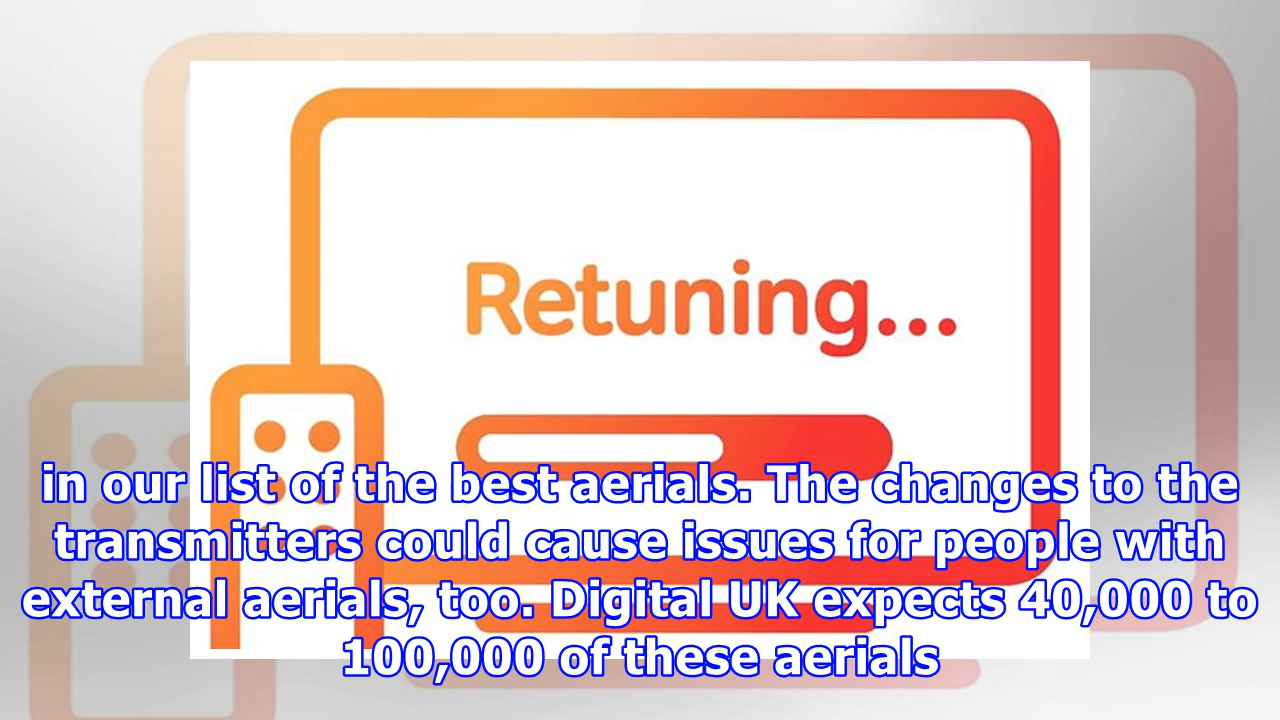 Retuning...
in our list of the best aerials. The changes to the
transmitters could cause issues for people with
external aerials, too. Digital UK expects 40,000 to
100,000 of these aerials